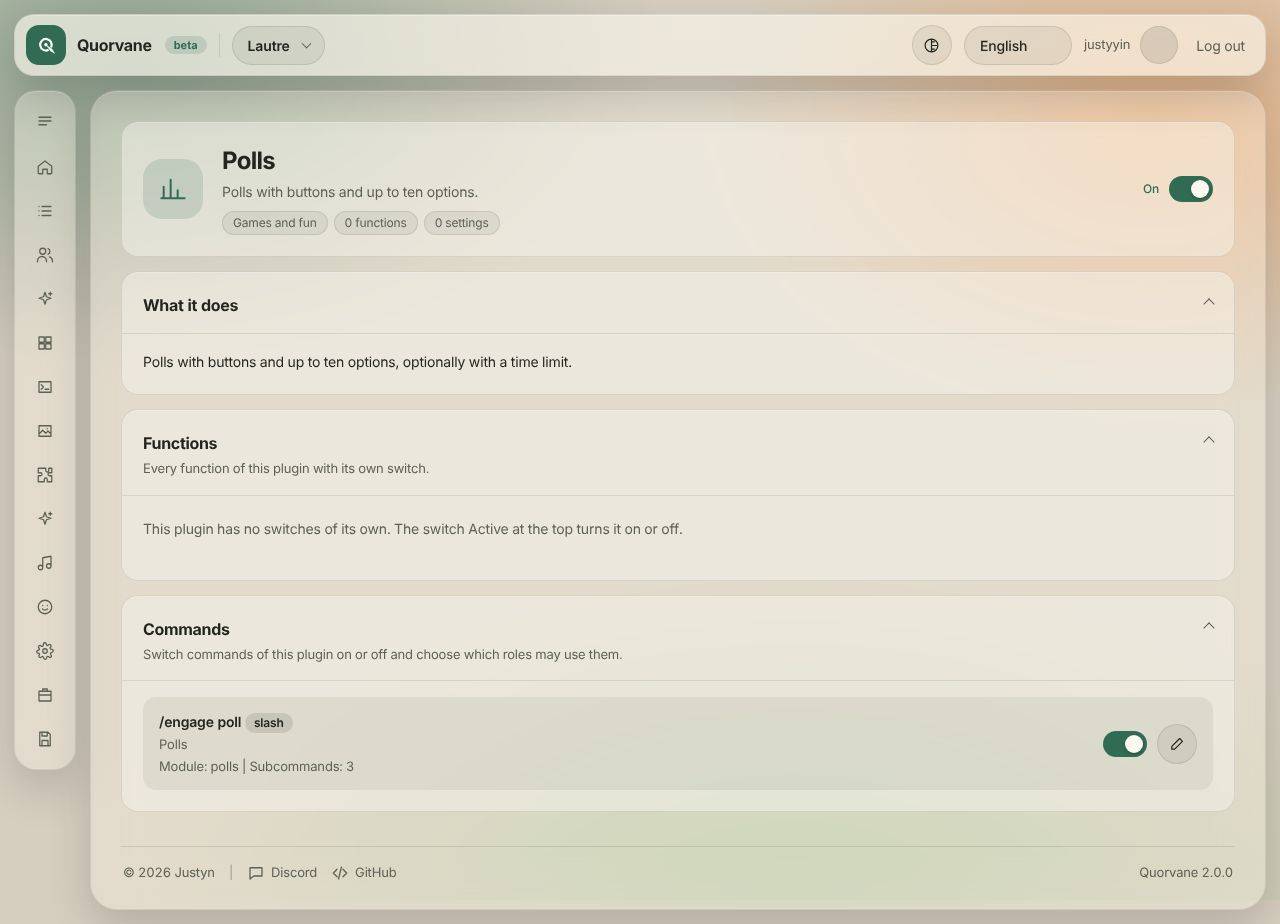 Quorvane beta Lautre English justyyin Log out
Polls
Polls with buttons and up to ten options.
On
Games and fun 0 functions 0 settings
What it does
Polls with buttons and up to ten options, optionally with a time limit.
Functions
Every function of this plugin with its own switch.
This plugin has no switches of its own. The switch Active at the top turns it on or off.
Commands
Switch commands of this plugin on or off and choose which roles may use them.
/engage poll slash
Polls
Module: polls | Subcommands: 3
© 2026 Justyn | Discord GitHub Quorvane 2.0.0